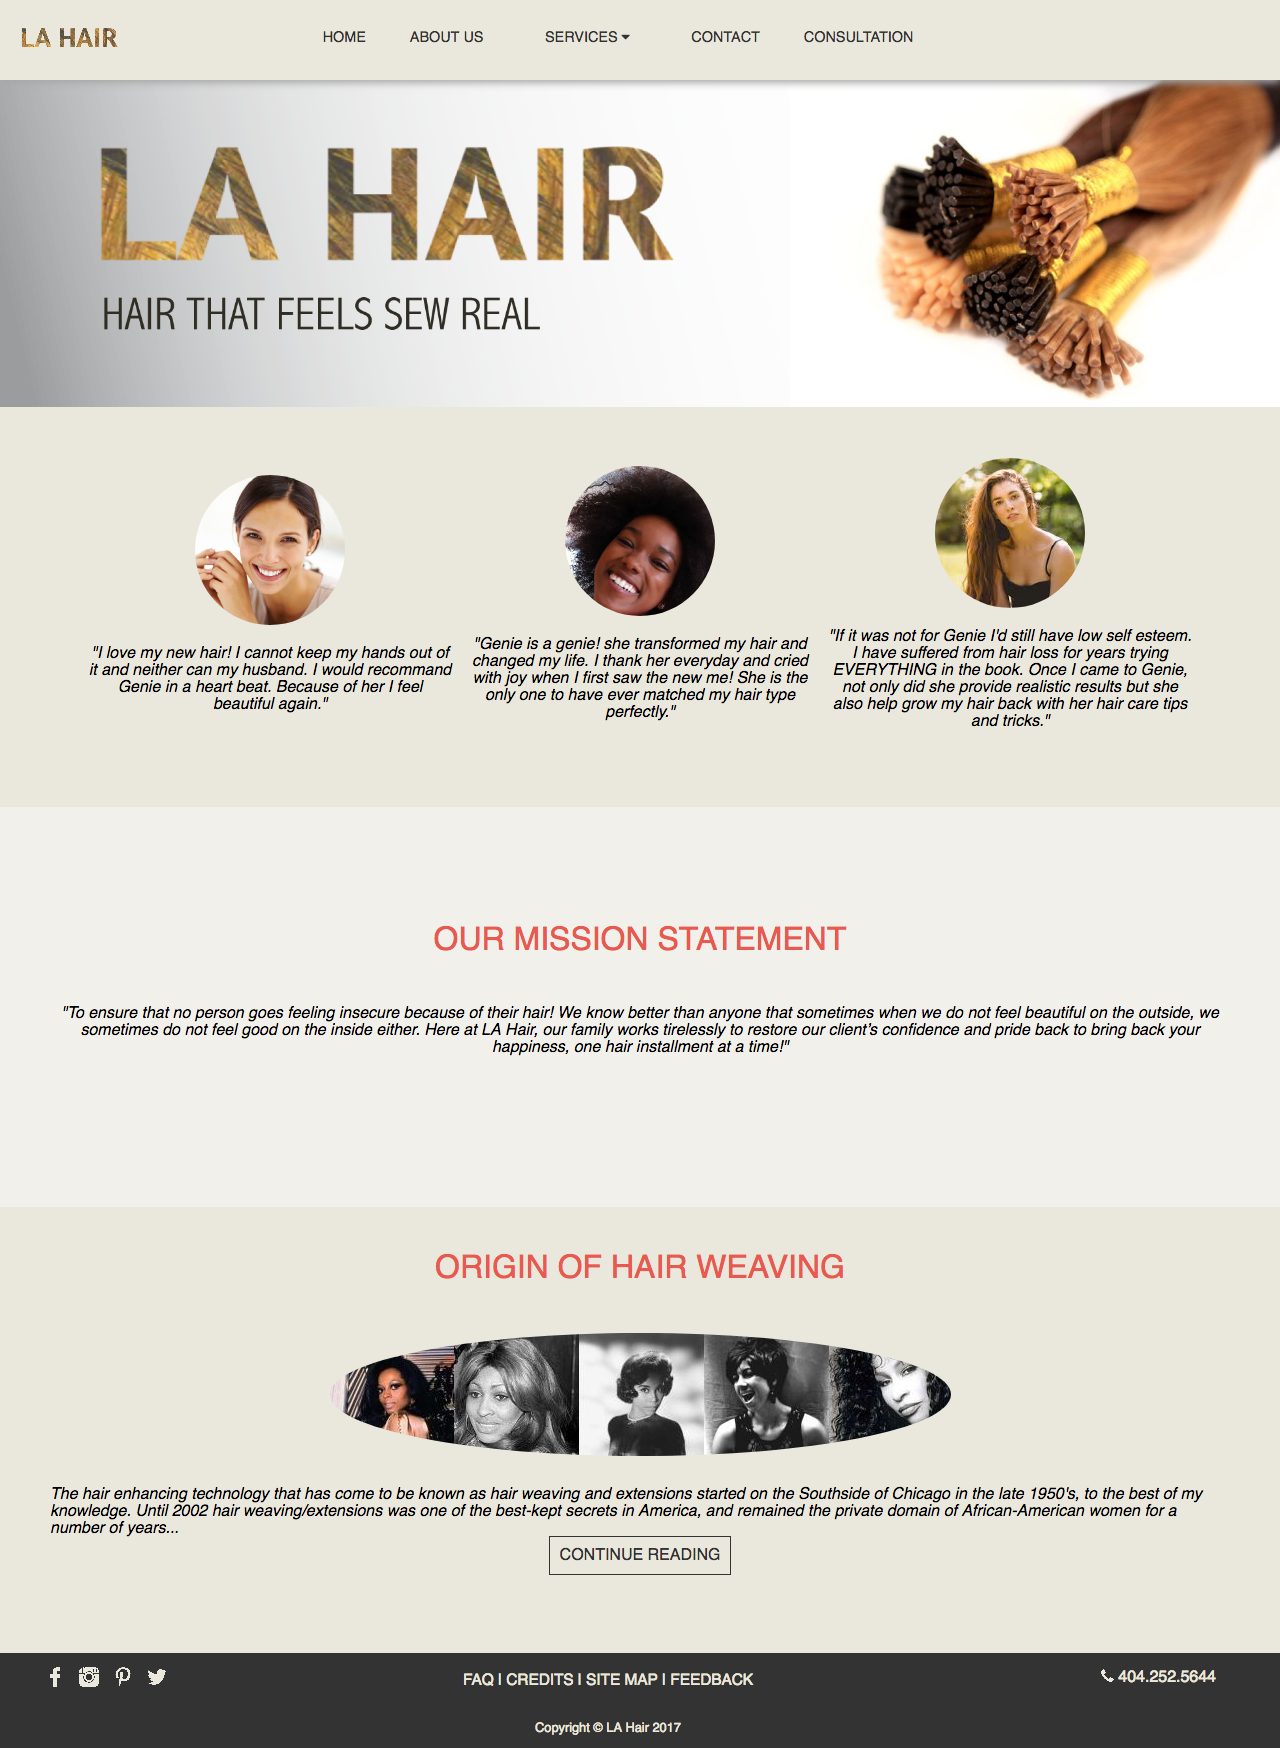 LA HAIR
HOME ABOUT US SERVICES CONTACT CONSULTATION
LA HAIR
HAIR THAT FEELS SEW REAL
"I love my new hair! I cannot keep my hands out of
it and neither can my husband. I would recommand
Genie in a heart beat. Because of her I feel
beautiful again."
"Genie is a genie! she transformed my hair and
changed my life. I thank her everyday and cried
with joy when I first saw the new me! She is the
only one to have ever matched my hair type
perfectly."
"If it was not for Genie I'd still have low self esteem.
I have suffered from hair loss for years trying
EVERYTHING in the book. Once I came to Genie,
not only did she provide realistic results but she
also help grow my hair back with her hair care tips
and tricks."
OUR MISSION STATEMENT
"To ensure that no person goes feeling insecure because of their hair! We know better than anyone that sometimes when we do not feel beautiful on the outside, we
sometimes do not feel good on the inside either. Here at LA Hair, our family works tirelessly to restore our client’s confidence and pride back to bring back your
happiness, one hair installment at a time!"
ORIGIN OF HAIR WEAVING
The hair enhancing technology that has come to be known as hair weaving and extensions started on the Southside of Chicago in the late 1950's, to the best of my
knowledge. Until 2002 hair weaving/extensions was one of the best-kept secrets in America, and remained the private domain of African-American women for a
number of years...
CONTINUE READING
FAQ | CREDITS | SITE MAP | FEEDBACK
404.252.5644
Copyright © LA Hair 2017